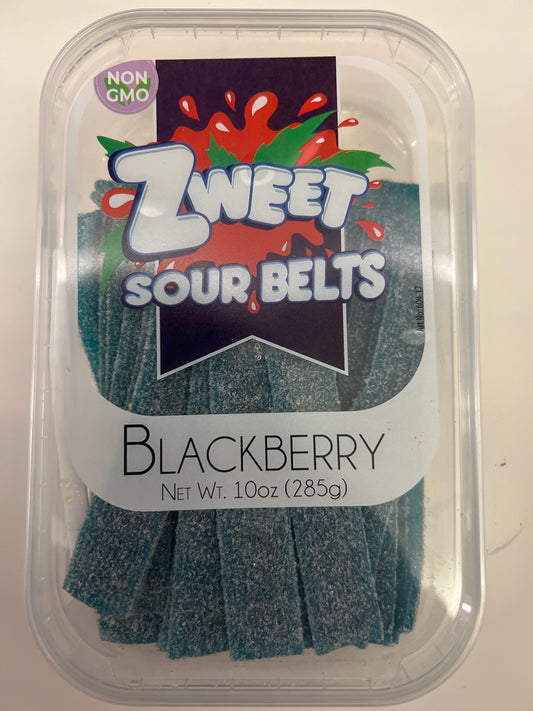 NON
GMO
ZWEET
SOUR BELTS
BLACKBERRY
NET WT. 10OZ (285g)